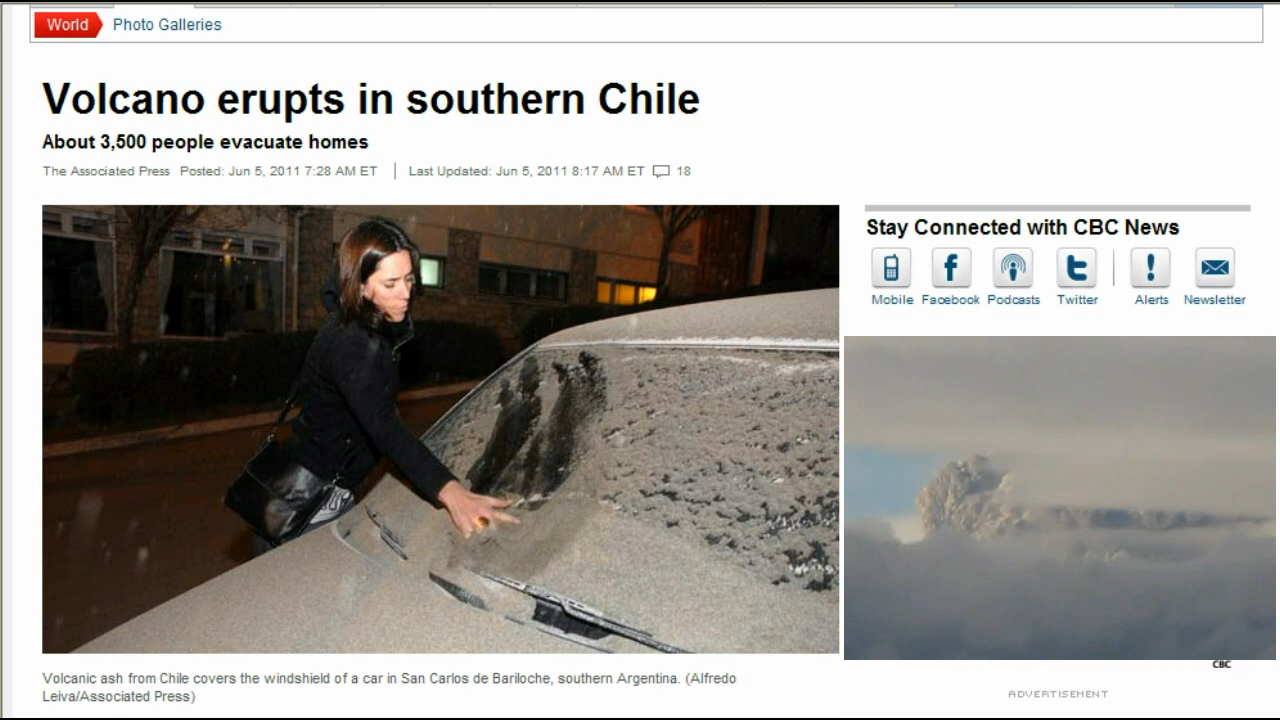 World Photo Galleries
Volcano erupts in southern Chile
About 3,500 people evacuate homes
The Associated Press Posted: Jun 5, 2011 7:28 AM ET | Last Updated: Jun 5, 2011 8:17 AM ET 18
Stay Connected with CBC News
Mobile Facebook Podcasts Twitter Alerts Newsletter
CBC
Volcanic ash from Chile covers the windshield of a car in San Carlos de Bariloche, southern Argentina. (Alfredo
Leiva/Associated Press)
ADVERTISEMENT